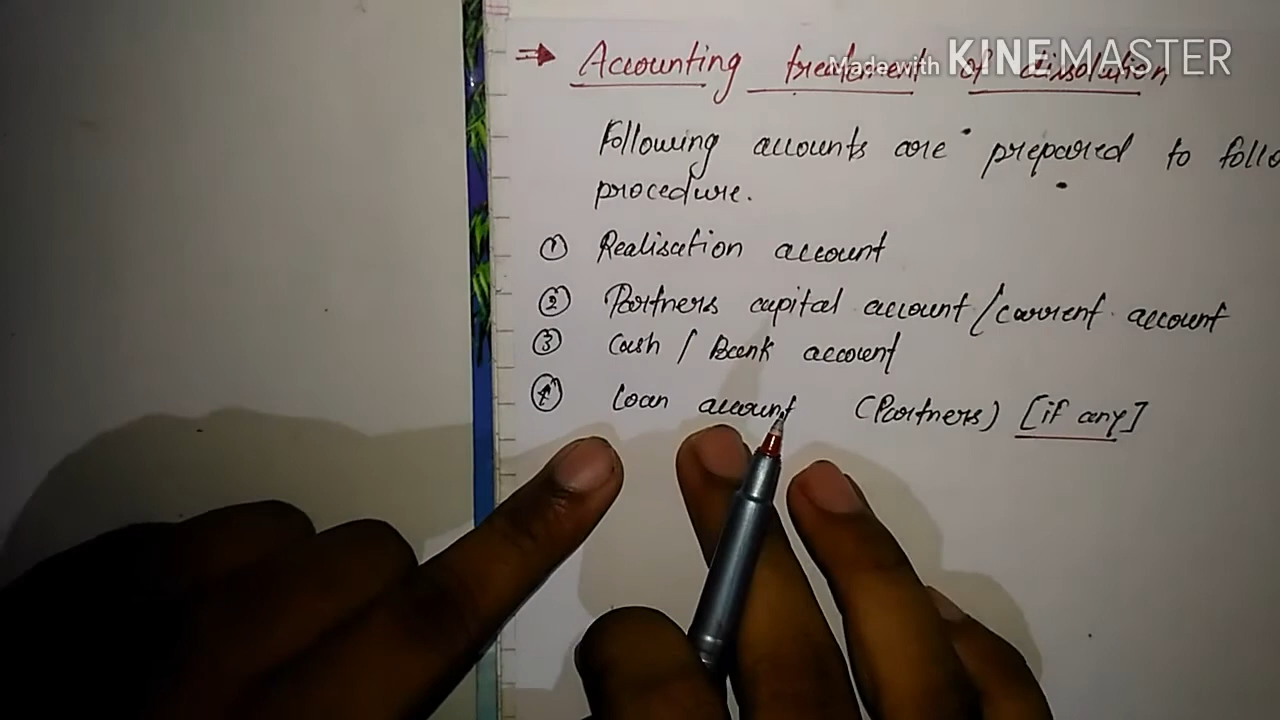 Accounting treatment of dissolution
Made with KINEMASTER
Following accounts are prepared to follo
procedure.
1 Realisation account
2 Partners capital account / current account
3 Cash / Bank account
4 Loan account (Partners) [if any]